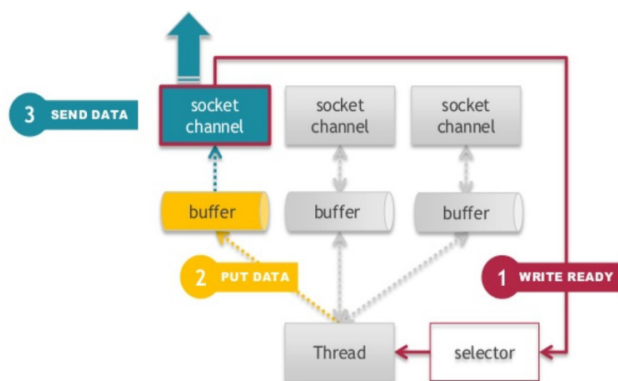 3 SEND DATA
socket
channel
socket
channel
socket
channel
buffer
buffer
buffer
2 PUT DATA
1 WRITE READY
Thread
selector